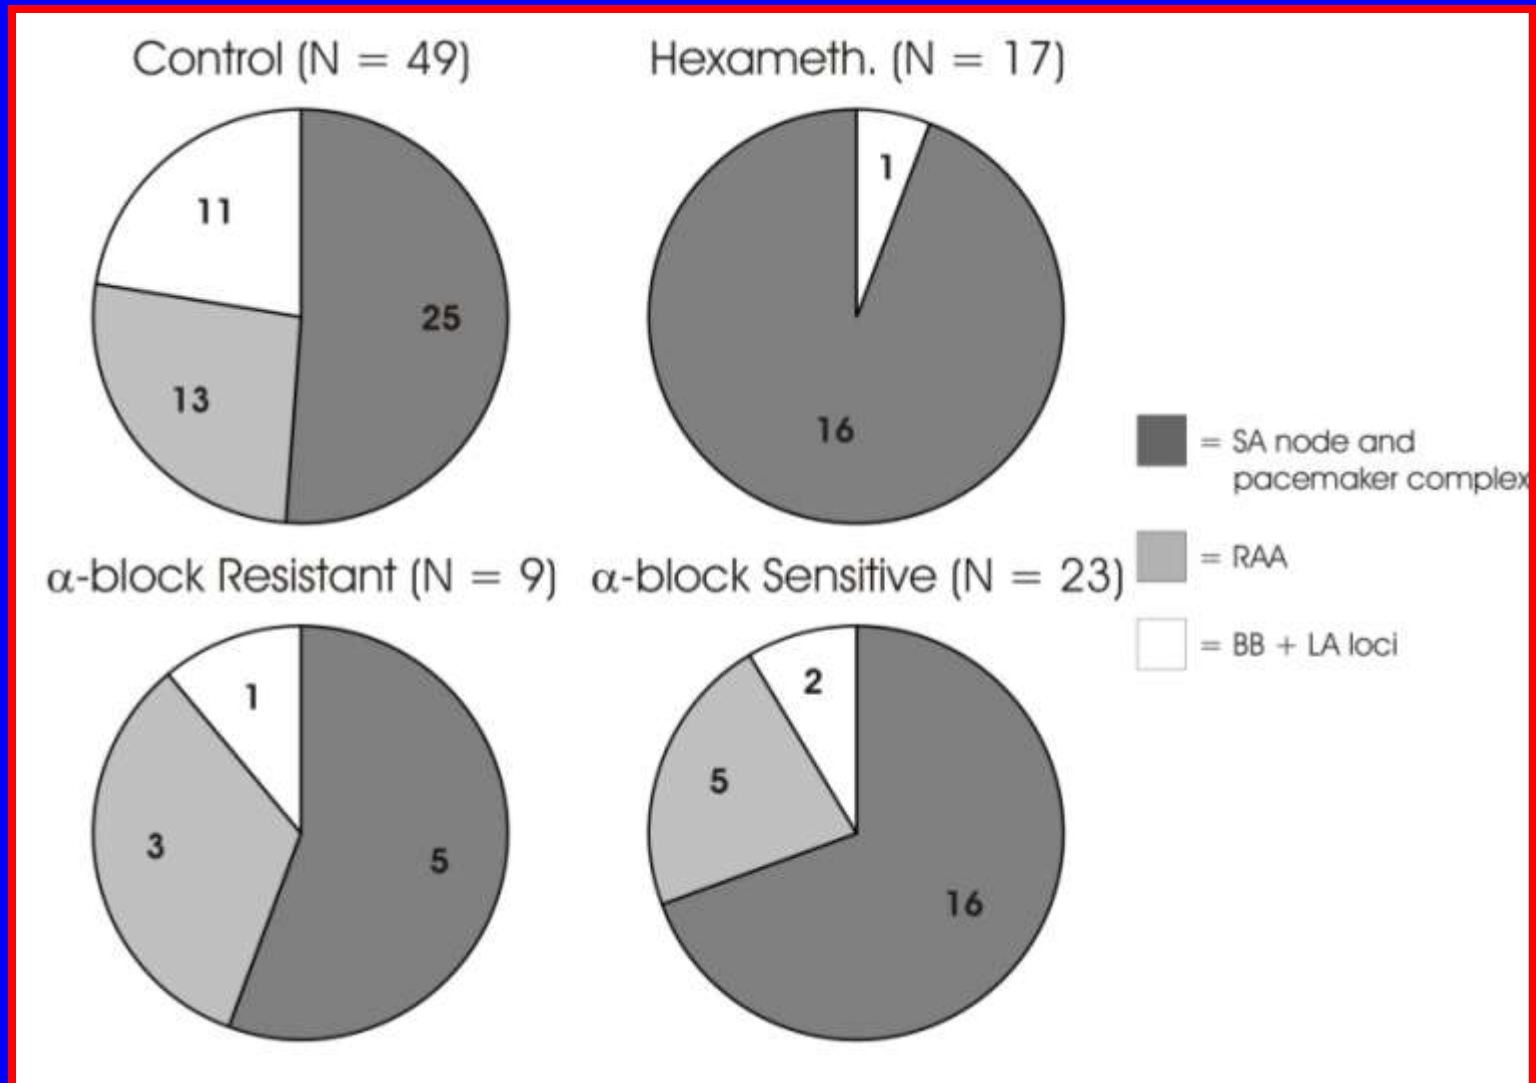 Control (N = 49)
Hexameth. (N = 17)
11
25
13
1
16
= SA node and
pacemaker complex
= RAA
= BB + LA loci
α-block Resistant (N = 9)
α-block Sensitive (N = 23)
1
3
5
2
5
16